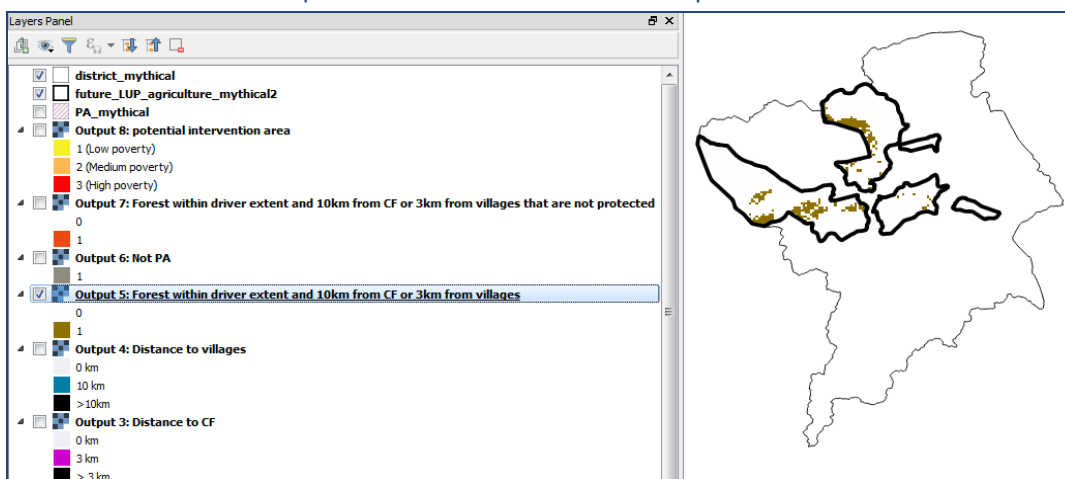 Layers Panel
district_mythical
future_LUP_agriculture_mythical2
PA_mythical
Output 8: potential intervention area
1 (Low poverty)
2 (Medium poverty)
3 (High poverty)
Output 7: Forest within driver extent and 10km from CF or 3km from villages that are not protected
0
1
Output 6: Not PA
1
Output 5: Forest within driver extent and 10km from CF or 3km from villages
0
1
Output 4: Distance to villages
0 km
10 km
>10km
Output 3: Distance to CF
0 km
3 km
> 3 km